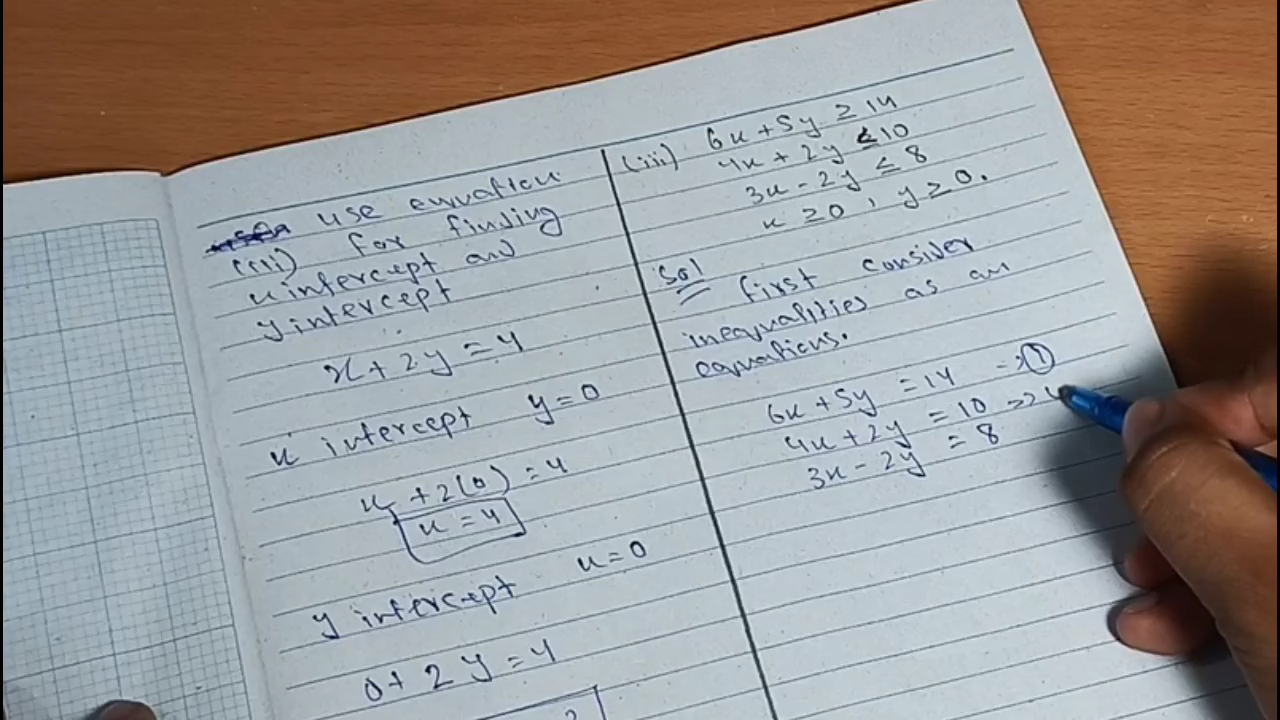 use equation
(iii) for finding
x intercept and
y intercept
x + 2y = 4
x intercept y = 0
x + 2(0) = 4
x = 4
y intercept x = 0
0 + 2y = 4
(iii) 6x + 5y ≥ 14
4x + 2y ≤ 10
3x - 2y ≤ 8
x ≥ 0 , y ≥ 0.
Sol
first consider
inequalities as an
equations.
6x + 5y = 14 → ①
4x + 2y = 10 =>
3x - 2y = 8